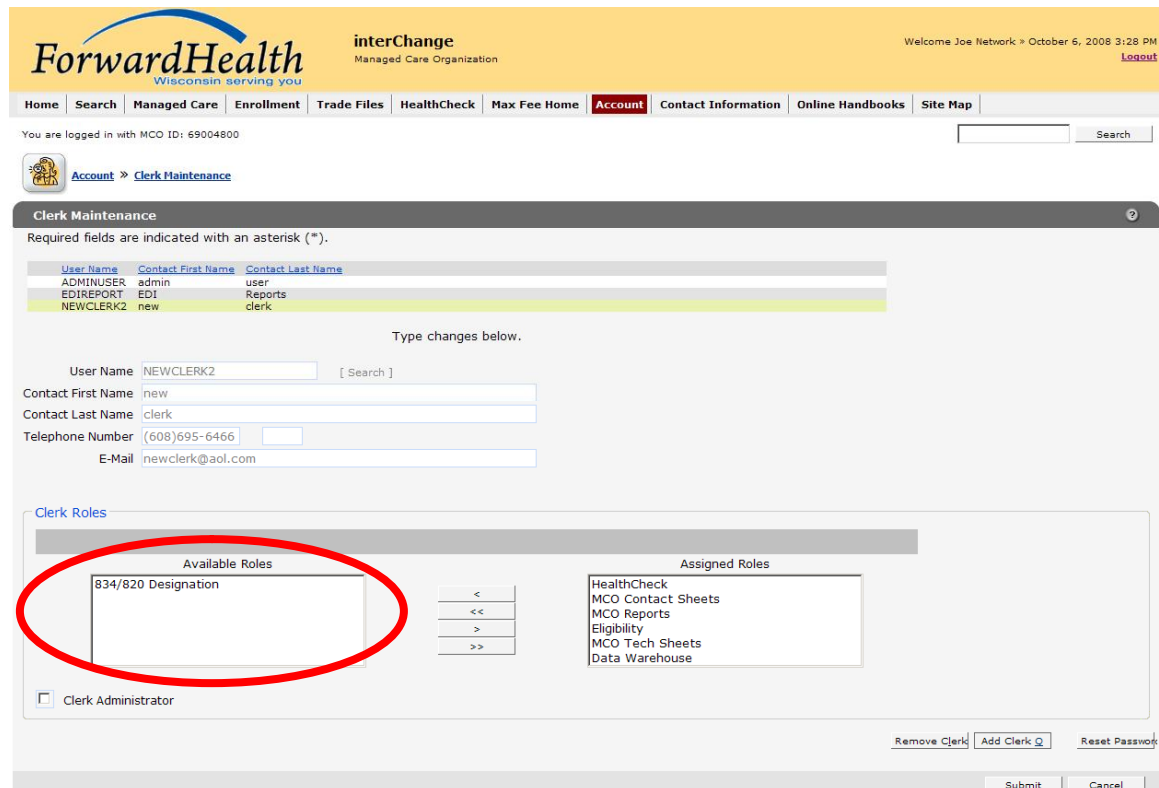 ForwardHealth
Wisconsin serving you
interChange
Managed Care Organization
Welcome Joe Network » October 6, 2008 3:28 PM
Logout
Home Search Managed Care Enrollment Trade Files HealthCheck Max Fee Home Account Contact Information Online Handbooks Site Map
You are logged in with MCO ID: 69004800
Search
Account » Clerk Maintenance
Clerk Maintenance ?
Required fields are indicated with an asterisk (*).
User Name Contact First Name Contact Last Name
ADMINUSER admin user
EDIREPORT EDI Reports
NEWCLERK2 new clerk
Type changes below.
User Name NEWCLERK2 [ Search ]
Contact First Name new
Contact Last Name clerk
Telephone Number (608)695-6466
E-Mail newclerk@aol.com
Clerk Roles
Available Roles
834/820 Designation
<
<<
>
>>
Assigned Roles
HealthCheck
MCO Contact Sheets
MCO Reports
Eligibility
MCO Tech Sheets
Data Warehouse
Clerk Administrator
Remove Clerk Add Clerk Q Reset Passwor
Submit Cancel